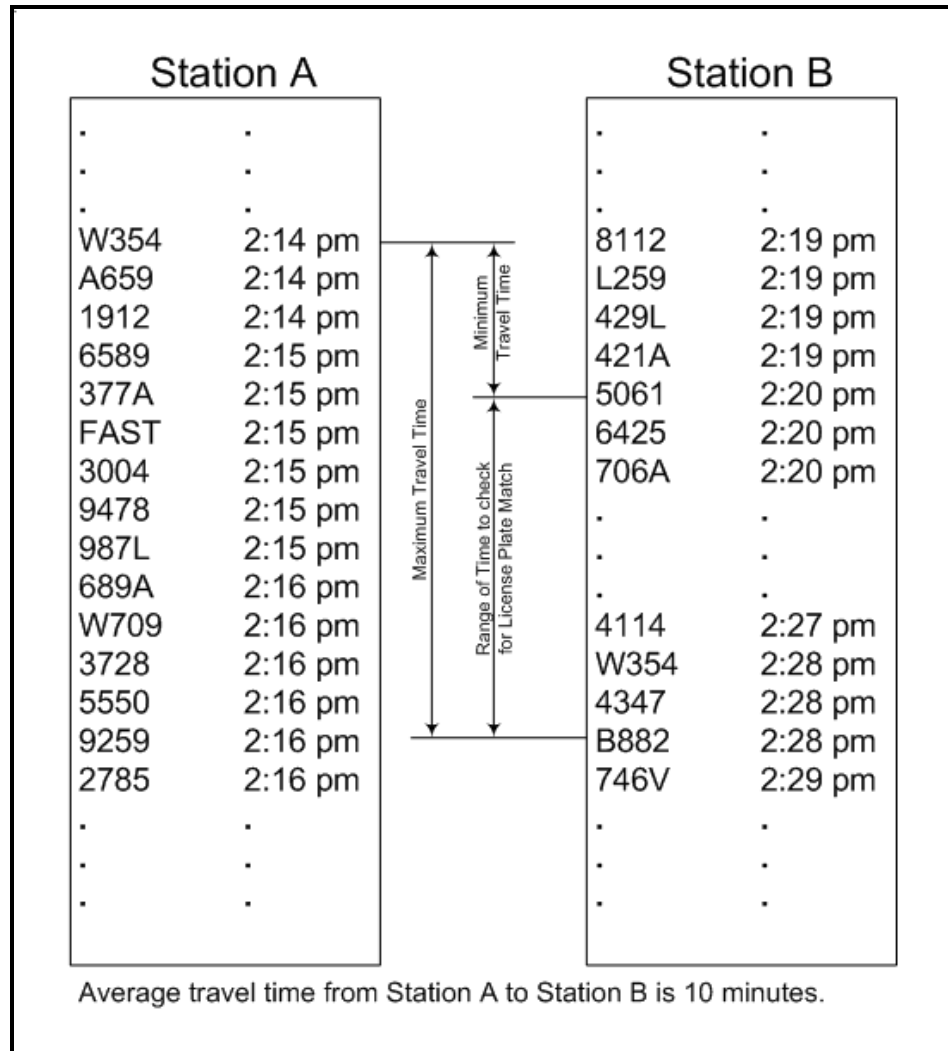 Station A
. .
. .
. .
W354 2:14 pm
A659 2:14 pm
1912 2:14 pm
6589 2:15 pm
377A 2:15 pm
FAST 2:15 pm
3004 2:15 pm
9478 2:15 pm
987L 2:15 pm
689A 2:16 pm
W709 2:16 pm
3728 2:16 pm
5550 2:16 pm
9259 2:16 pm
2785 2:16 pm
. .
. .
. .
Maximum Travel Time
Minimum
Travel Time
Range of Time to check
for License Plate Match
Station B
. .
. .
. .
8112 2:19 pm
L259 2:19 pm
429L 2:19 pm
421A 2:19 pm
5061 2:20 pm
6425 2:20 pm
706A 2:20 pm
. .
. .
. .
4114 2:27 pm
W354 2:28 pm
4347 2:28 pm
B882 2:28 pm
746V 2:29 pm
. .
. .
. .
Average travel time from Station A to Station B is 10 minutes.